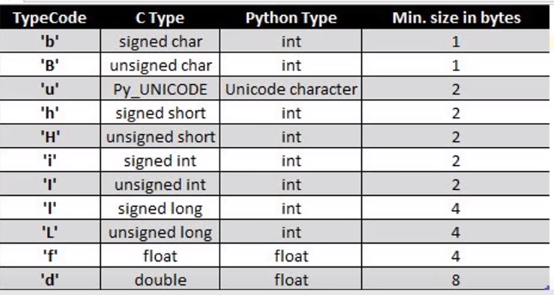 TypeCode C Type Python Type Min. size in bytes
'b' signed char int 1
'B' unsigned char int 1
'u' Py_UNICODE Unicode character 2
'h' signed short int 2
'H' unsigned short int 2
'i' signed int int 2
'I' unsigned int int 2
'l' signed long int 4
'L' unsigned long int 4
'f' float float 4
'd' double float 8